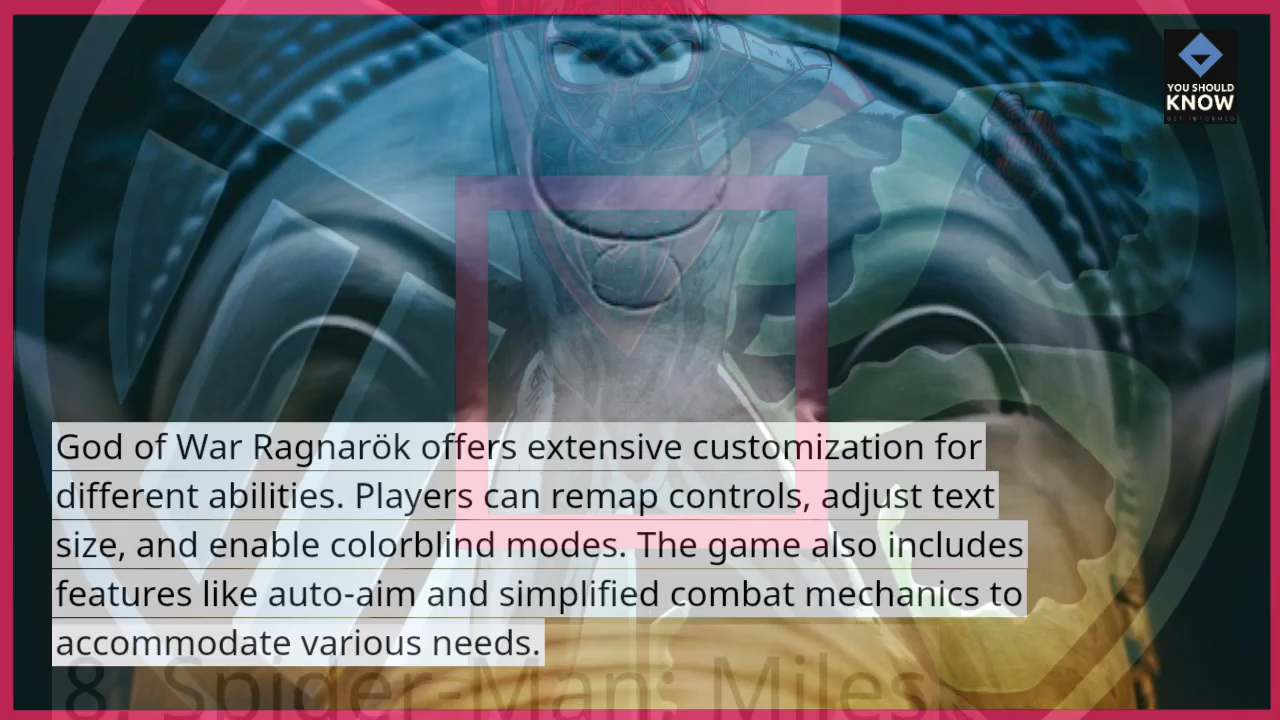 YOU SHOULD
KNOW
GET INFORMED
God of War Ragnarök offers extensive customization for
different abilities. Players can remap controls, adjust text
size, and enable colorblind modes. The game also includes
features like auto-aim and simplified combat mechanics to
accommodate various needs.
8. Spider-Man: Miles